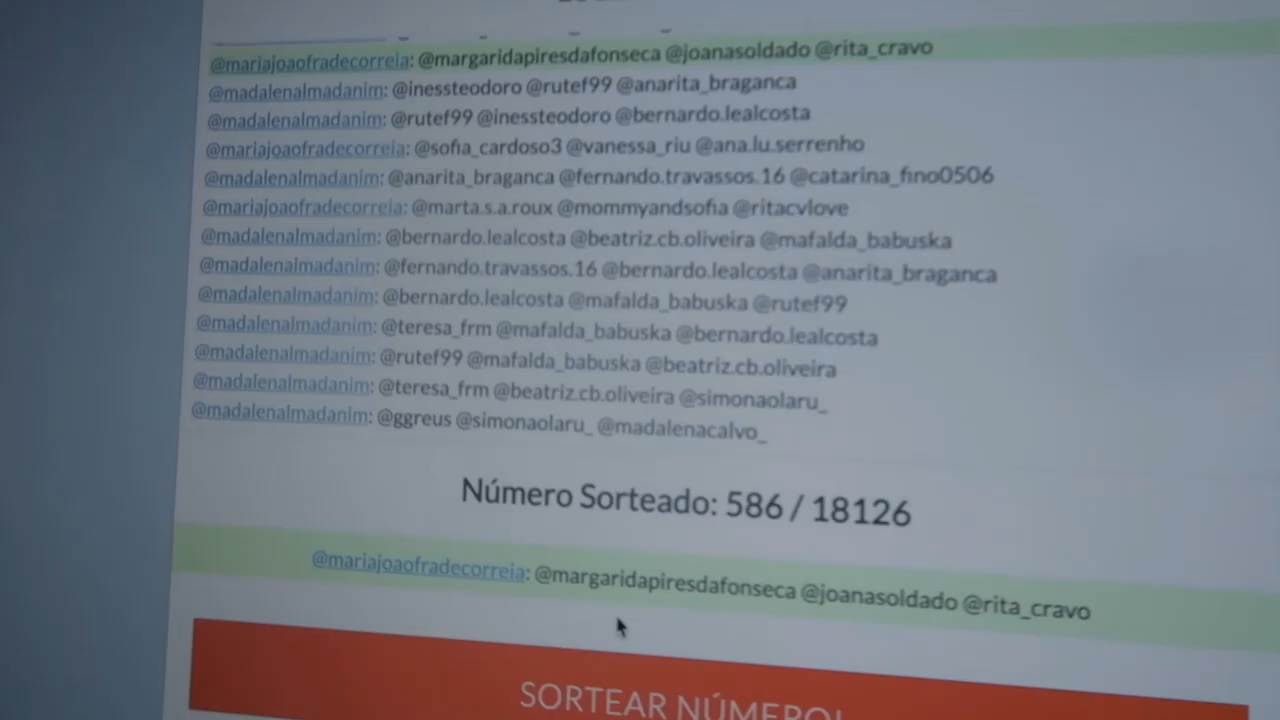 @mariajoaofradecorreia: @margaridapiresdafonseca @joanasoldado @rita_cravo
@madalenalmadanim: @inessteodoro @rutef99 @anarita_braganca
@madalenalmadanim: @rutef99 @inessteodoro @bernardo.lealcosta
@mariajoaofradecorreia: @sofia_cardoso3 @vanessa_riu @ana.lu.serrenho
@madalenalmadanim: @anarita_braganca @fernando.travassos.16 @catarina_fino0506
@mariajoaofradecorreia: @marta.s.a.roux @mommyandsofia @ritacvlove
@madalenalmadanim: @bernardo.lealcosta @beatriz.cb.oliveira @mafalda_babuska
@madalenalmadanim: @fernando.travassos.16 @bernardo.lealcosta @anarita_braganca
@madalenalmadanim: @bernardo.lealcosta @mafalda_babuska @rutef99
@madalenalmadanim: @teresa_frm @mafalda_babuska @bernardo.lealcosta
@madalenalmadanim: @rutef99 @mafalda_babuska @beatriz.cb.oliveira
@madalenalmadanim: @teresa_frm @beatriz.cb.oliveira @simonaolaru_
@madalenalmadanim: @ggreus @simonaolaru_ @madalenacalvo_
Número Sorteado: 586 / 18126
@mariajoaofradecorreia: @margaridapiresdafonseca @joanasoldado @rita_cravo
SORTEAR NÚMERO!